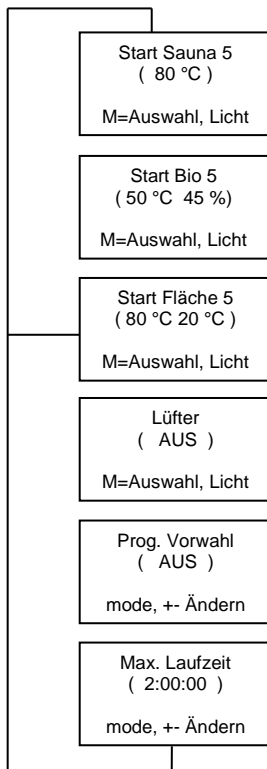 Start Sauna 5
( 80 °C )
M=Auswahl, Licht
Start Bio 5
( 50 °C 45 %)
M=Auswahl, Licht
Start Fläche 5
( 80 °C 20 °C )
M=Auswahl, Licht
Lüfter
( AUS )
M=Auswahl, Licht
Prog. Vorwahl
( AUS )
mode, +- Ändern
Max. Laufzeit
( 2:00:00 )
mode, +- Ändern